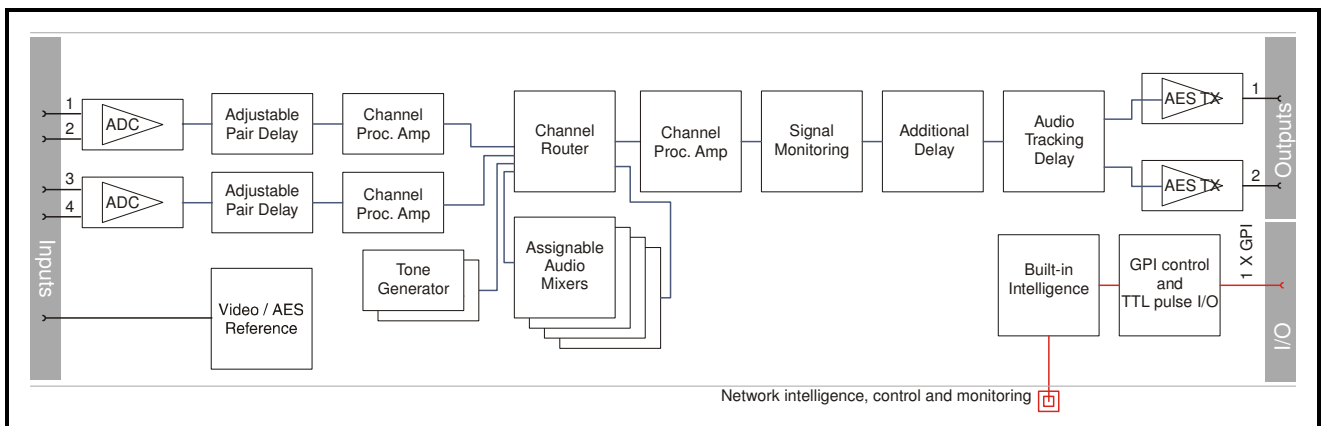 Inputs
1
2
3
4
ADC
Adjustable
Pair Delay
Channel
Proc. Amp
ADC
Adjustable
Pair Delay
Channel
Proc. Amp
Video / AES
Reference
Tone
Generator
Channel
Router
Assignable
Audio
Mixers
Channel
Proc. Amp
Signal
Monitoring
Additional
Delay
Audio
Tracking
Delay
AES TX
1
AES TX
2
Outputs
Built-in
Intelligence
GPI control
and
TTL pulse I/O
1 X GPI
I/O
Network intelligence, control and monitoring